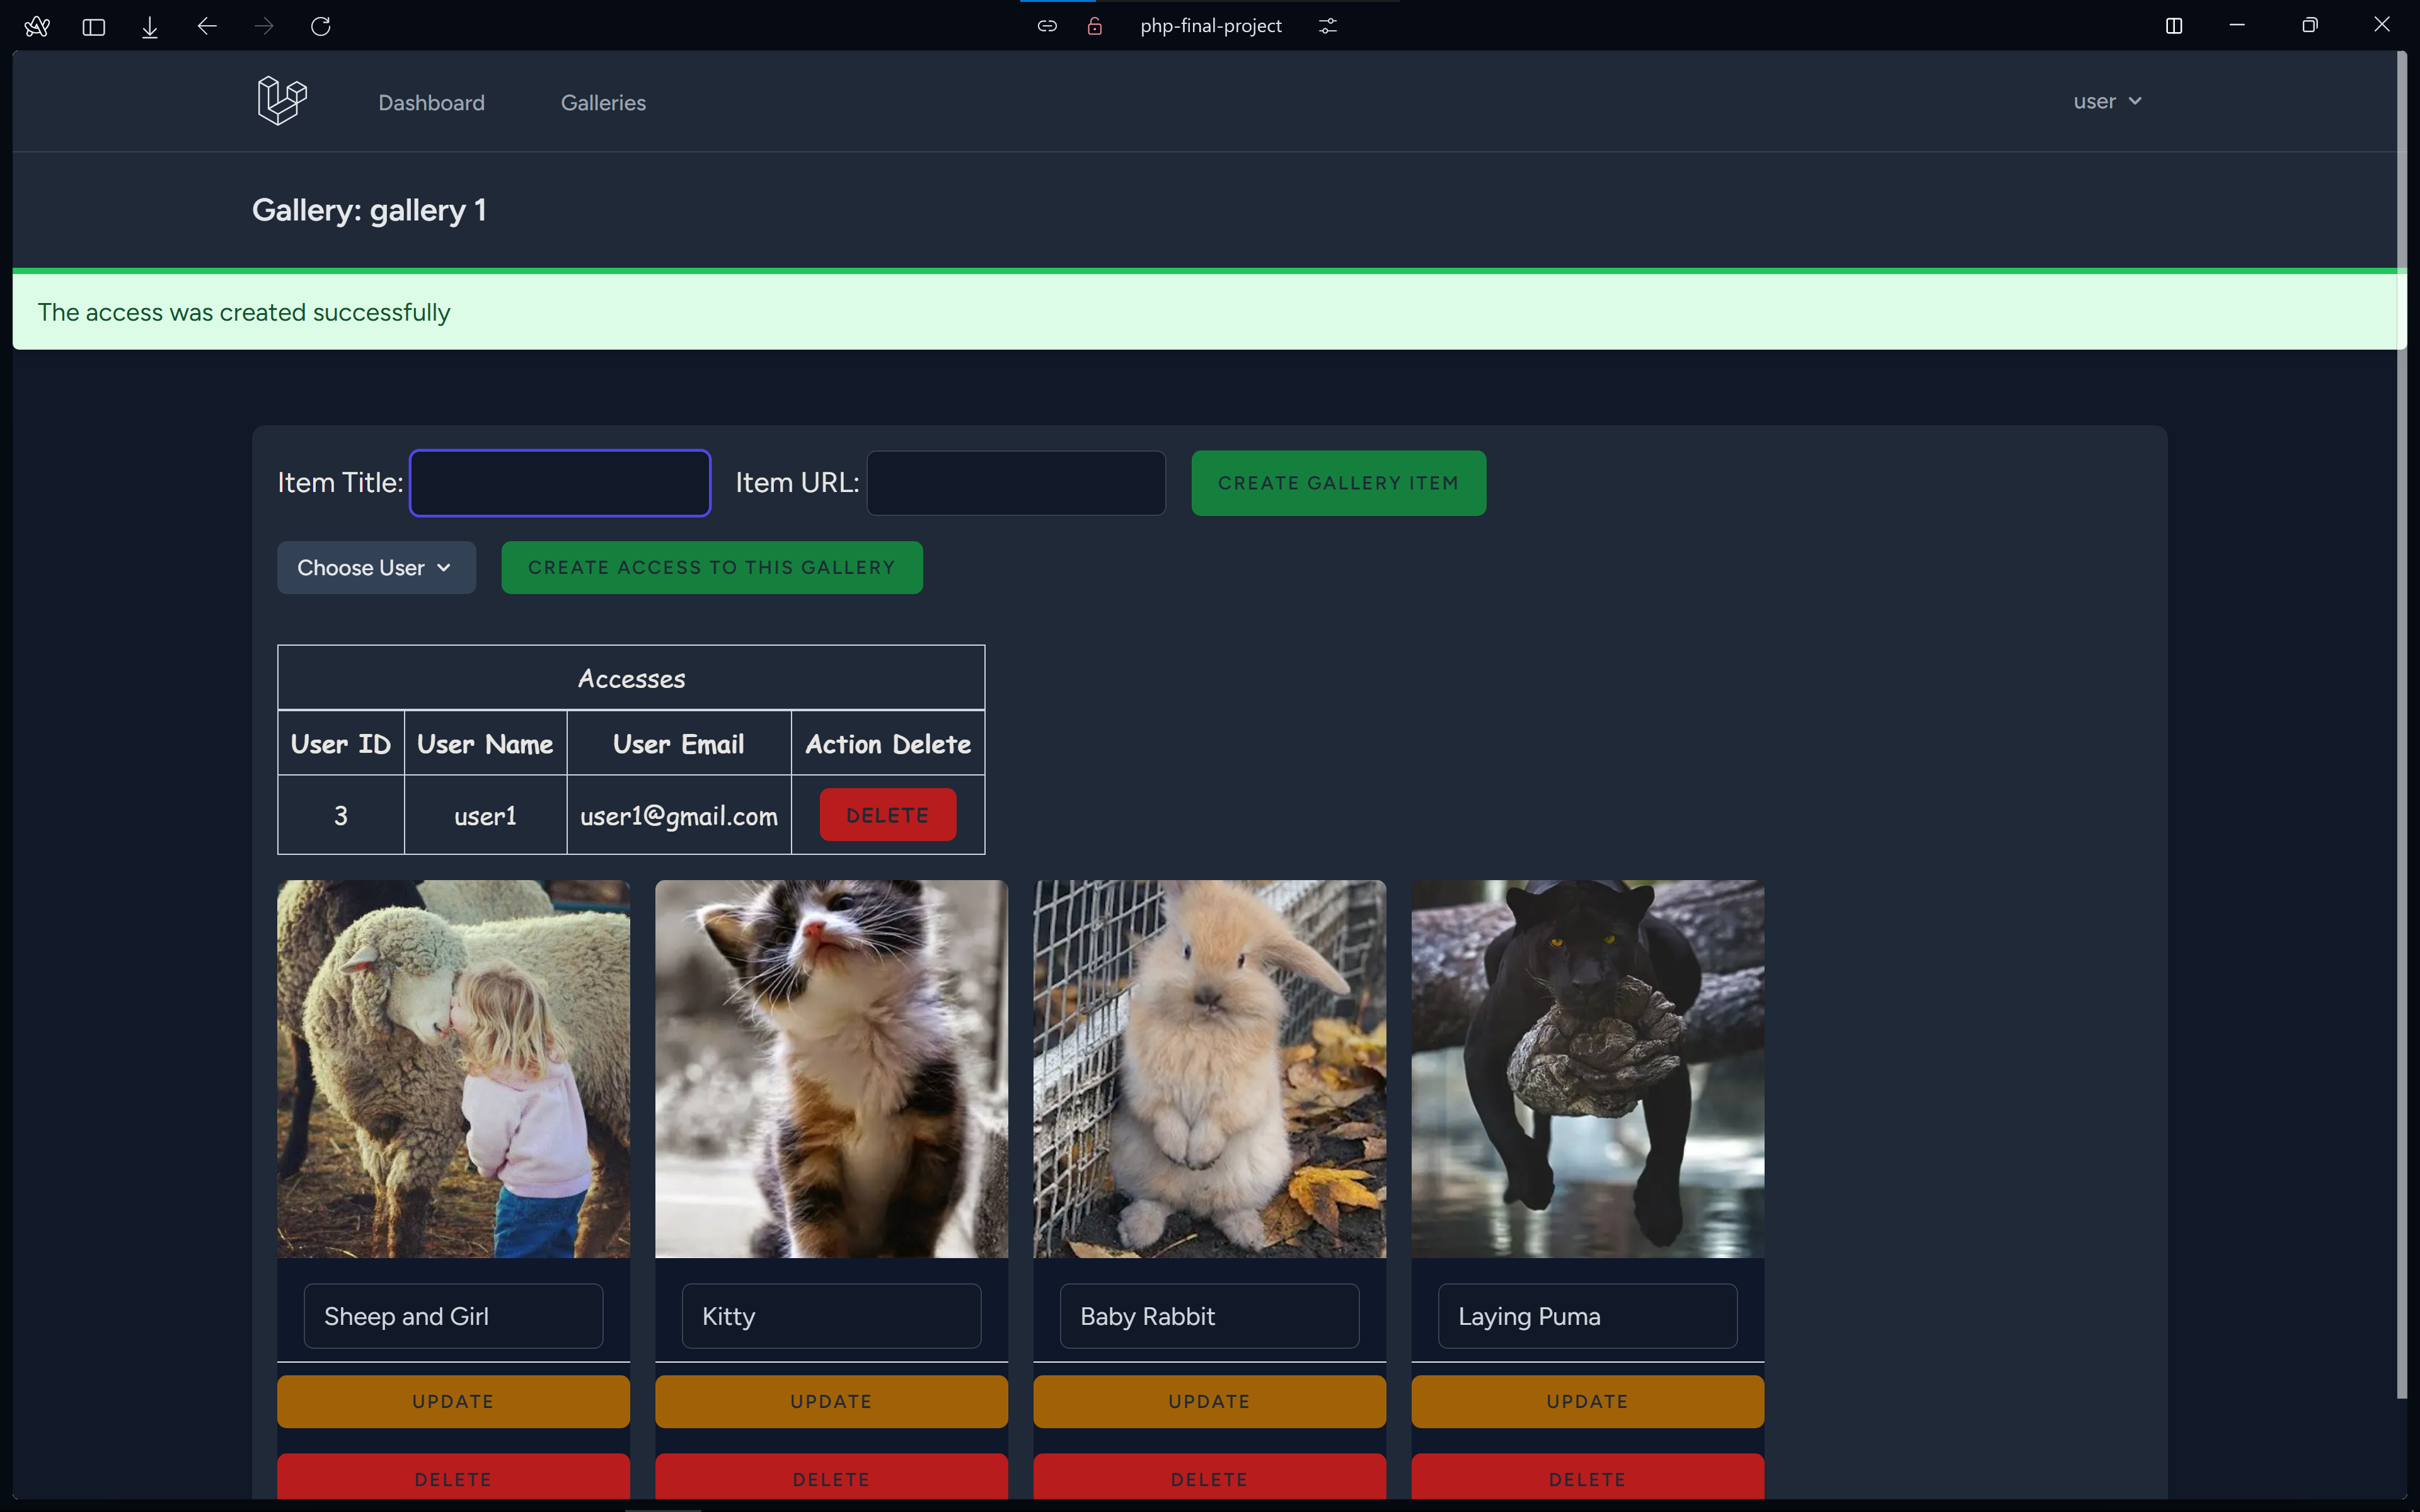 php-final-project
Dashboard
Galleries
user
Gallery: gallery 1
The access was created successfully
Item Title:
Item URL:
CREATE GALLERY ITEM
Choose User
CREATE ACCESS TO THIS GALLERY
Accesses
User ID
User Name
User Email
Action Delete
3
user1
user1@gmail.com
DELETE
Sheep and Girl
Kitty
Baby Rabbit
Laying Puma
UPDATE
UPDATE
UPDATE
UPDATE
DELETE
DELETE
DELETE
DELETE